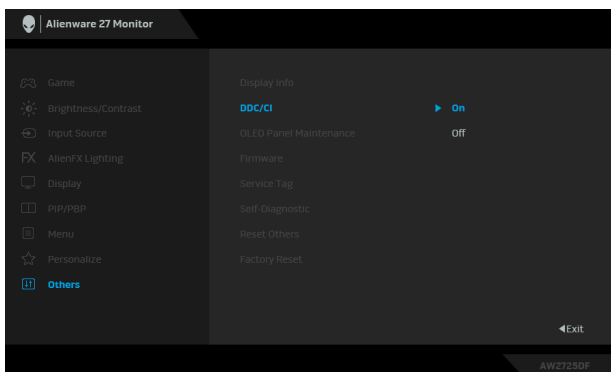 Alienware 27 Monitor
Game
Brightness/Contrast
Input Source
FX AlienFX Lighting
Display
PIP/PBP
Menu
Personalize
Others
Display Info
DDC/CI On
OLED Panel Maintenance Off
Firmware
Service Tag
Self-Diagnostic
Reset Others
Factory Reset
Exit
AW2725DF